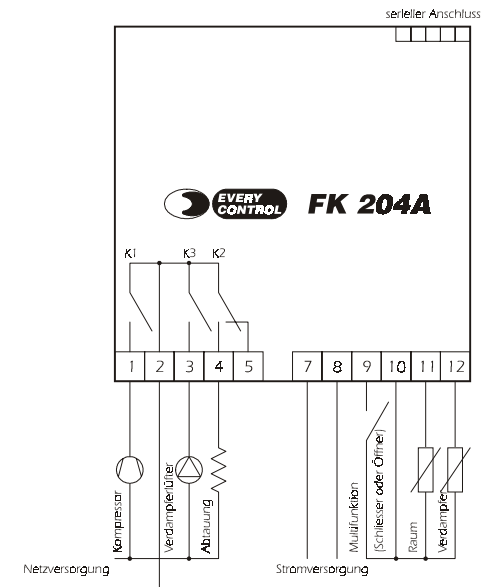 serieller Anschluss
EVERY
CONTROL
FK 204A
K1
K3
K2
1
2
3
4
5
7
8
9
10
11
12
Kompressor
Verdampferlüfter
Abtauung
Multifunktion
(Schliesser oder Öffner)
Raum
Verdampfer
Netzversorgung
Stromversorgung